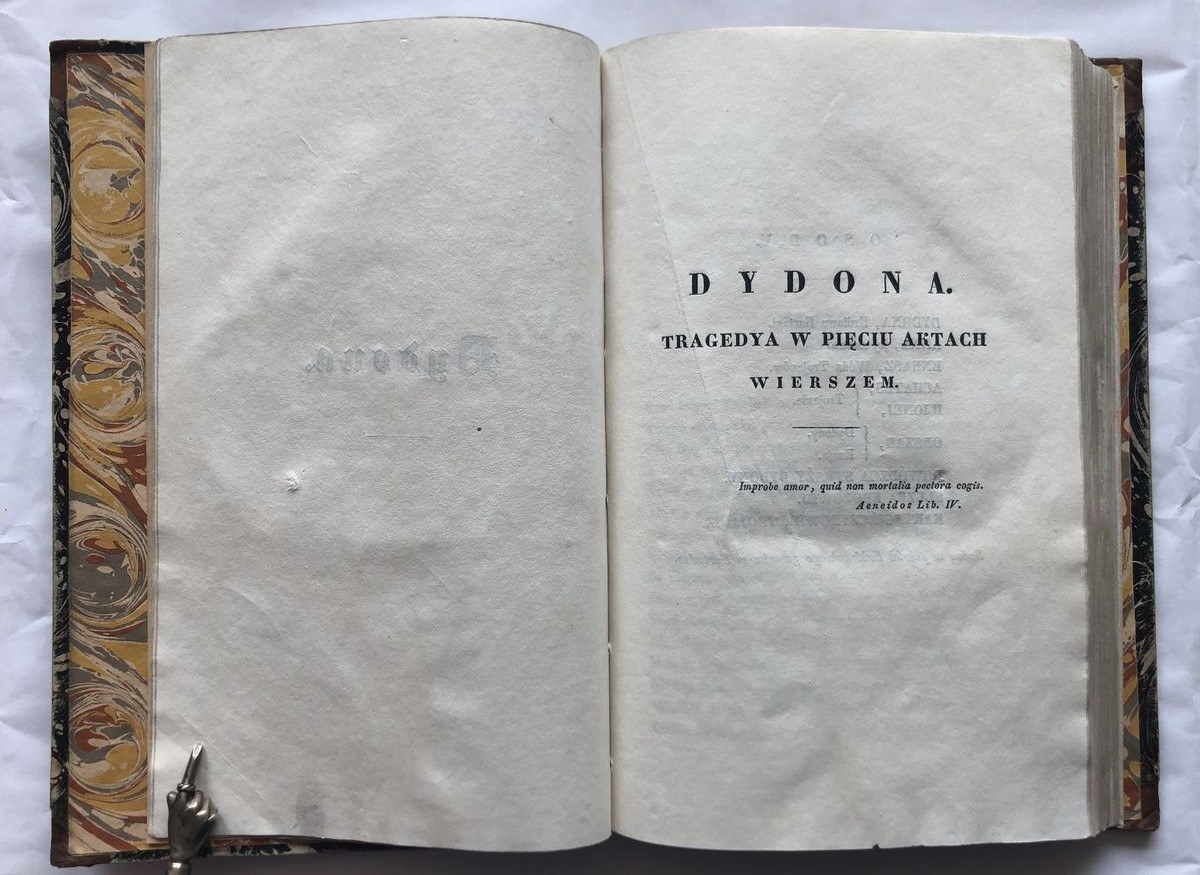 DYDONA.
TRAGEDYA W PIĘCIU AKTACH
WIERSZEM.
Improbe amor, quid non mortalia pectora cogis.
Aeneidos Lib. IV.